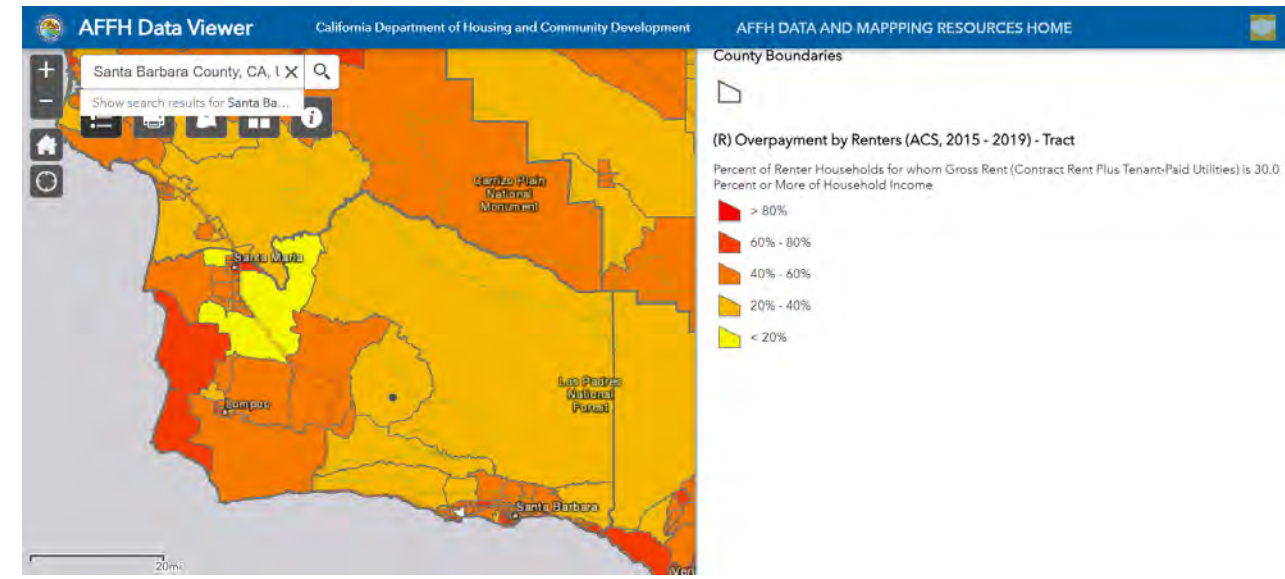 AFFH Data Viewer
California Department of Housing and Community Development
AFFH DATA AND MAPPPING RESOURCES HOME
+
Santa Barbara County, CA, U X
−
Show search results for Santa Ba...
i
Carrizo Plain
National
Monument
Santa Maria
Los Padres
National
Forest
Lompoc
Santa Barbara
Ven
20mi
County Boundaries
(R) Overpayment by Renters (ACS, 2015 - 2019) - Tract
Percent of Renter Households for whom Gross Rent (Contract Rent Plus Tenant-Paid Utilities) is 30.0
Percent or More of Household Income
> 80%
60% - 80%
40% - 60%
20% - 40%
< 20%